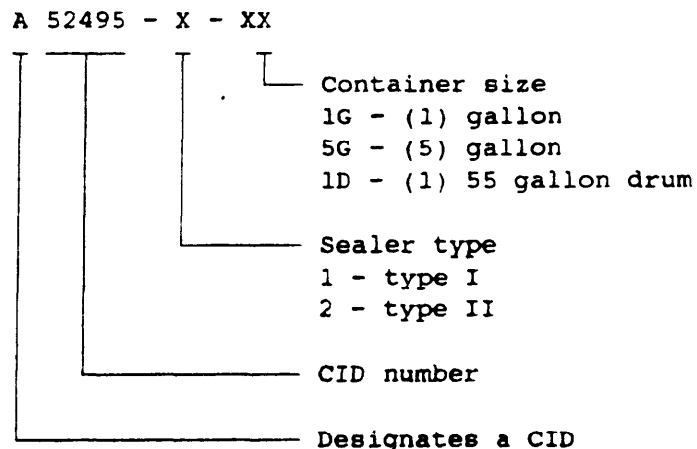 A 52495 - X - XX
Container size
1G - (1) gallon
5G - (5) gallon
1D - (1) 55 gallon drum
Sealer type
1 - type I
2 - type II
CID number
Designates a CID